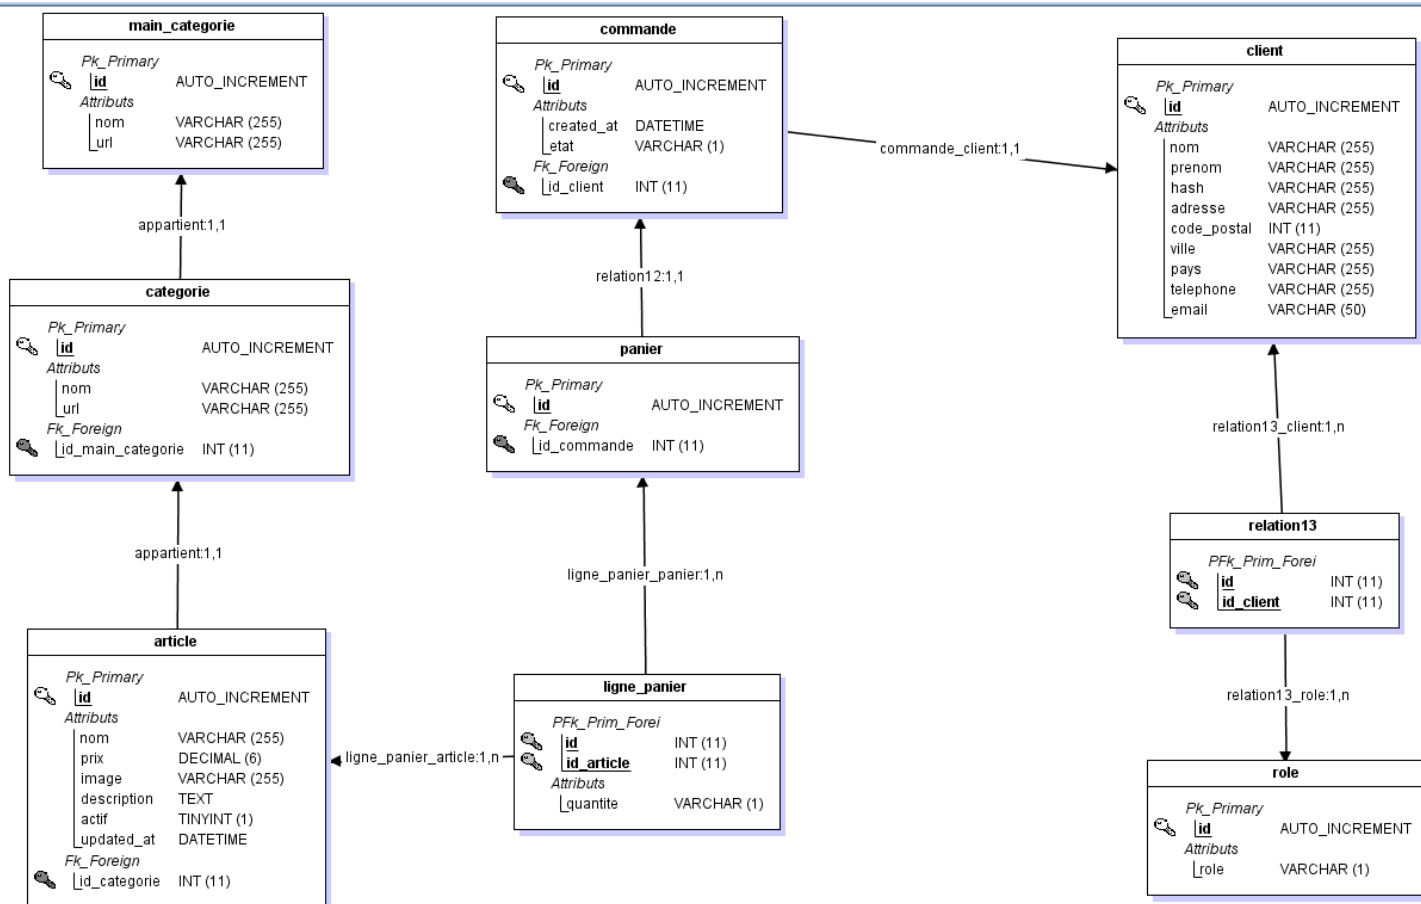 main_categorie
Pk_Primary
id AUTO_INCREMENT
Attributs
nom VARCHAR (255)
url VARCHAR (255)
appartient:1,1
categorie
Pk_Primary
id AUTO_INCREMENT
Attributs
nom VARCHAR (255)
url VARCHAR (255)
Fk_Foreign
id_main_categorie INT (11)
appartient:1,1
article
Pk_Primary
id AUTO_INCREMENT
Attributs
nom VARCHAR (255)
prix DECIMAL (6)
image VARCHAR (255)
description TEXT
actif TINYINT (1)
updated_at DATETIME
Fk_Foreign
id_categorie INT (11)
commande
Pk_Primary
id AUTO_INCREMENT
Attributs
created_at DATETIME
etat VARCHAR (1)
Fk_Foreign
id_client INT (11)
commande_client:1,1
relation12:1,1
panier
Pk_Primary
id AUTO_INCREMENT
Fk_Foreign
id_commande INT (11)
ligne_panier_panier:1,n
ligne_panier
PFk_Prim_Forei
id INT (11)
id_article INT (11)
Attributs
quantite VARCHAR (1)
ligne_panier_article:1,n
client
Pk_Primary
id AUTO_INCREMENT
Attributs
nom VARCHAR (255)
prenom VARCHAR (255)
hash VARCHAR (255)
adresse VARCHAR (255)
code_postal INT (11)
ville VARCHAR (255)
pays VARCHAR (255)
telephone VARCHAR (255)
email VARCHAR (50)
relation13_client:1,n
relation13
PFk_Prim_Forei
id INT (11)
id_client INT (11)
relation13_role:1,n
role
Pk_Primary
id AUTO_INCREMENT
Attributs
role VARCHAR (1)